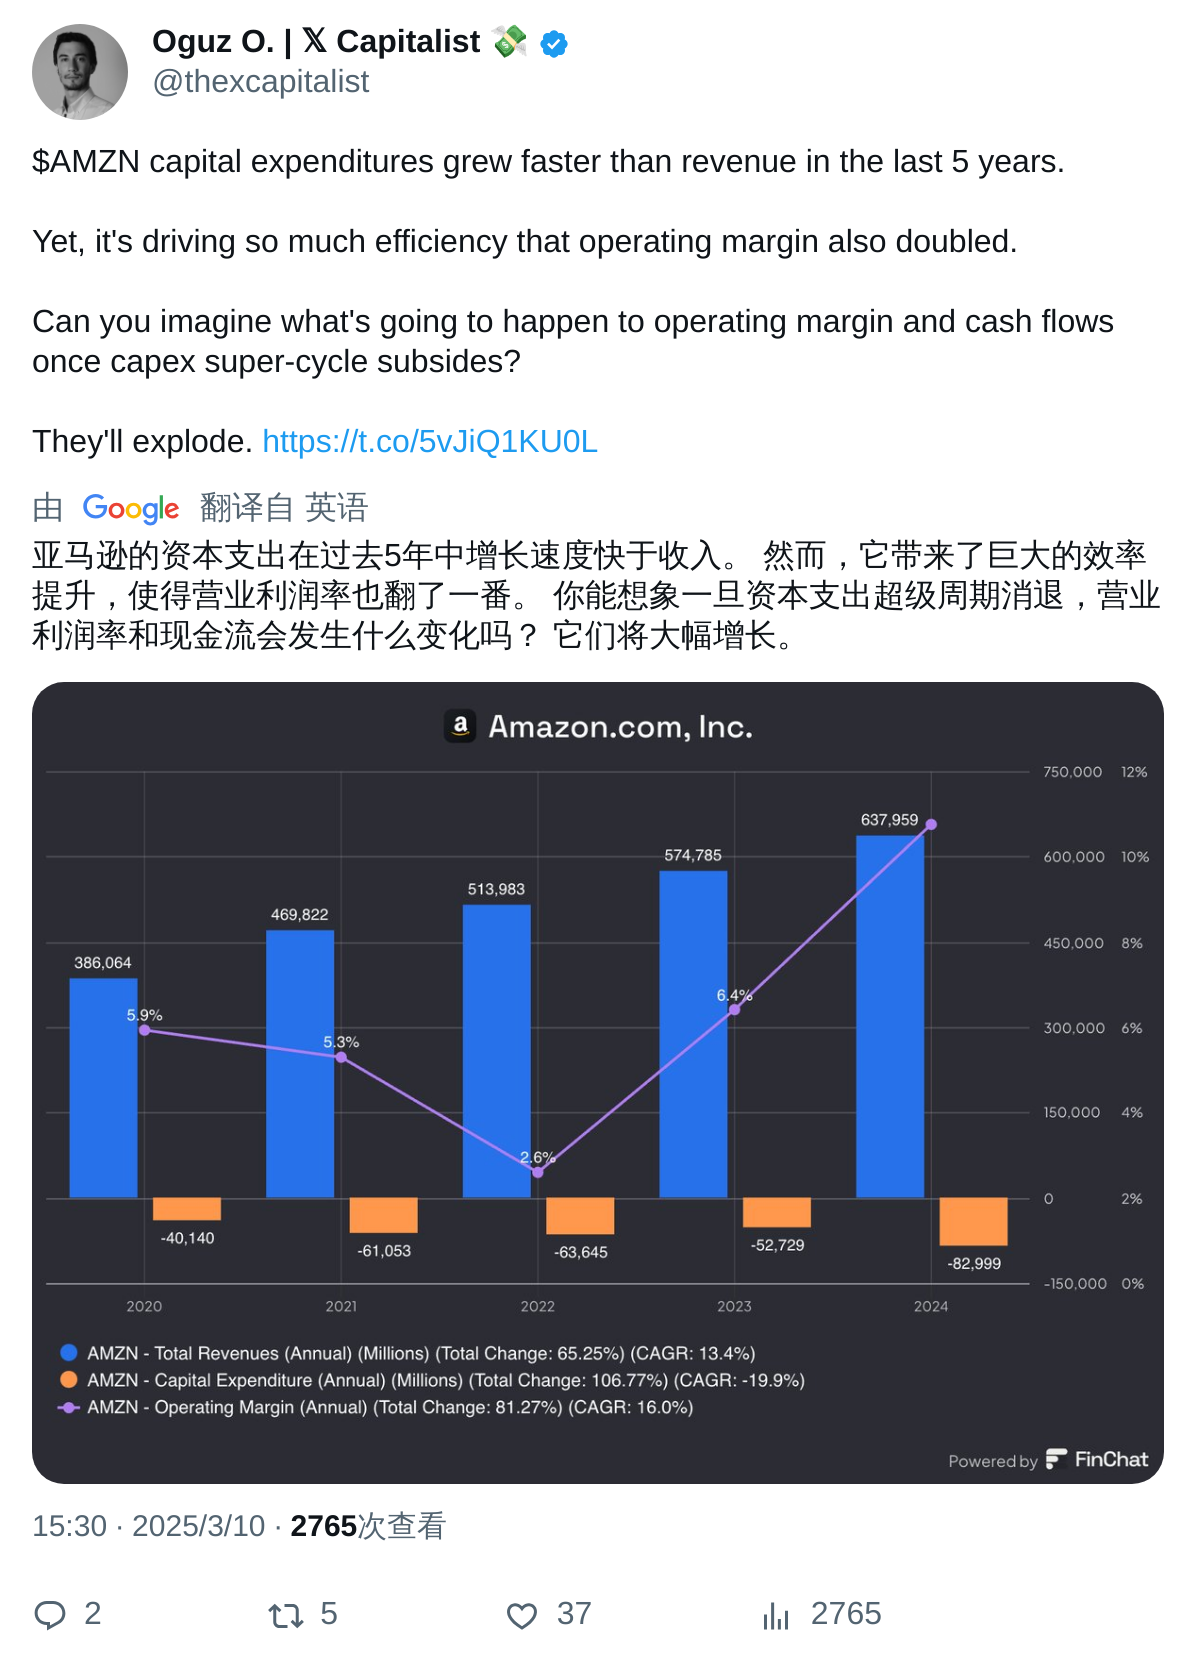 Oguz O. | 𝕏 Capitalist 💸
@thexcapitalist
$AMZN capital expenditures grew faster than revenue in the last 5 years.
Yet, it's driving so much efficiency that operating margin also doubled.
Can you imagine what's going to happen to operating margin and cash flows
once capex super-cycle subsides?
They'll explode. https://t.co/5vJiQ1KU0L
由 Google 翻译自 英语
亚马逊的资本支出在过去5年中增长速度快于收入。 然而，它带来了巨大的效率
提升，使得营业利润率也翻了一番。 你能想象一旦资本支出超级周期消退，营业
利润率和现金流会发生什么变化吗？ 它们将大幅增长。
a Amazon.com, Inc.
750,000 12%
637,959
574,785
600,000 10%
513,983
469,822
450,000 8%
386,064
6.4%
5.9%
300,000 6%
5.3%
150,000 4%
2.6%
0 2%
-40,140
-61,053
-63,645
-52,729
-82,999
-150,000 0%
2020 2021 2022 2023 2024
AMZN - Total Revenues (Annual) (Millions) (Total Change: 65.25%) (CAGR: 13.4%)
AMZN - Capital Expenditure (Annual) (Millions) (Total Change: 106.77%) (CAGR: -19.9%)
AMZN - Operating Margin (Annual) (Total Change: 81.27%) (CAGR: 16.0%)
Powered by FinChat
15:30 · 2025/3/10 · 2765次查看
2 5 37 2765